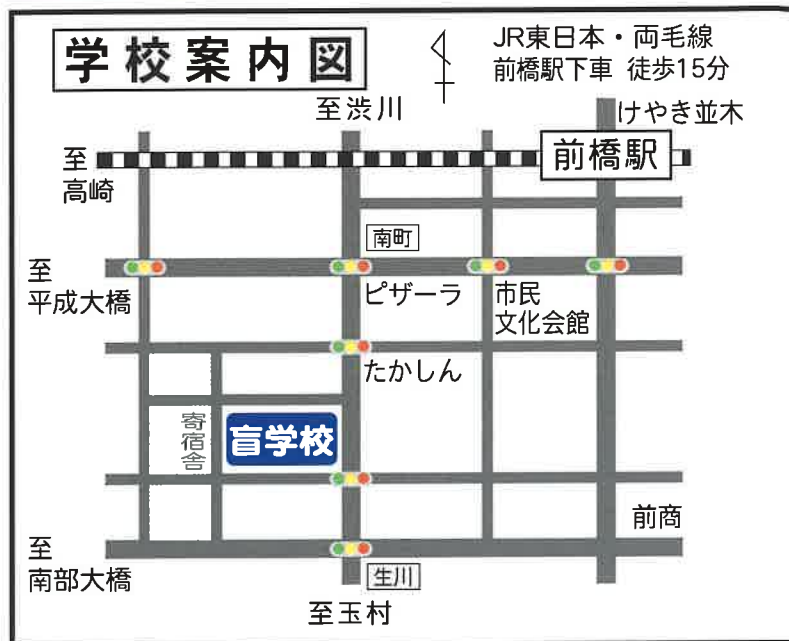 学校案内図
JR東日本・両毛線
前橋駅下車 徒歩15分
至渋川
けやき並木
至
高崎
前橋駅
南町
至
平成大橋
ピザーラ
市民
文化会館
たかしん
寄宿舎
盲学校
前商
至
南部大橋
生川
至玉村